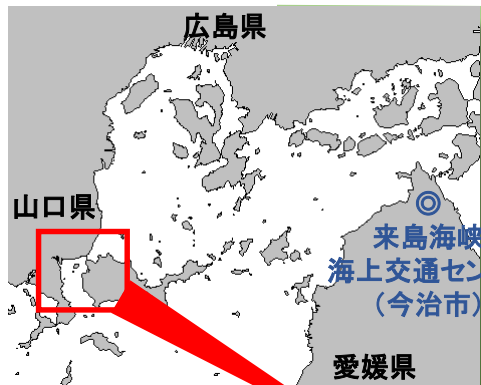 広島県
山口県
来島海峡
海上交通セン
（今治市）
愛媛県